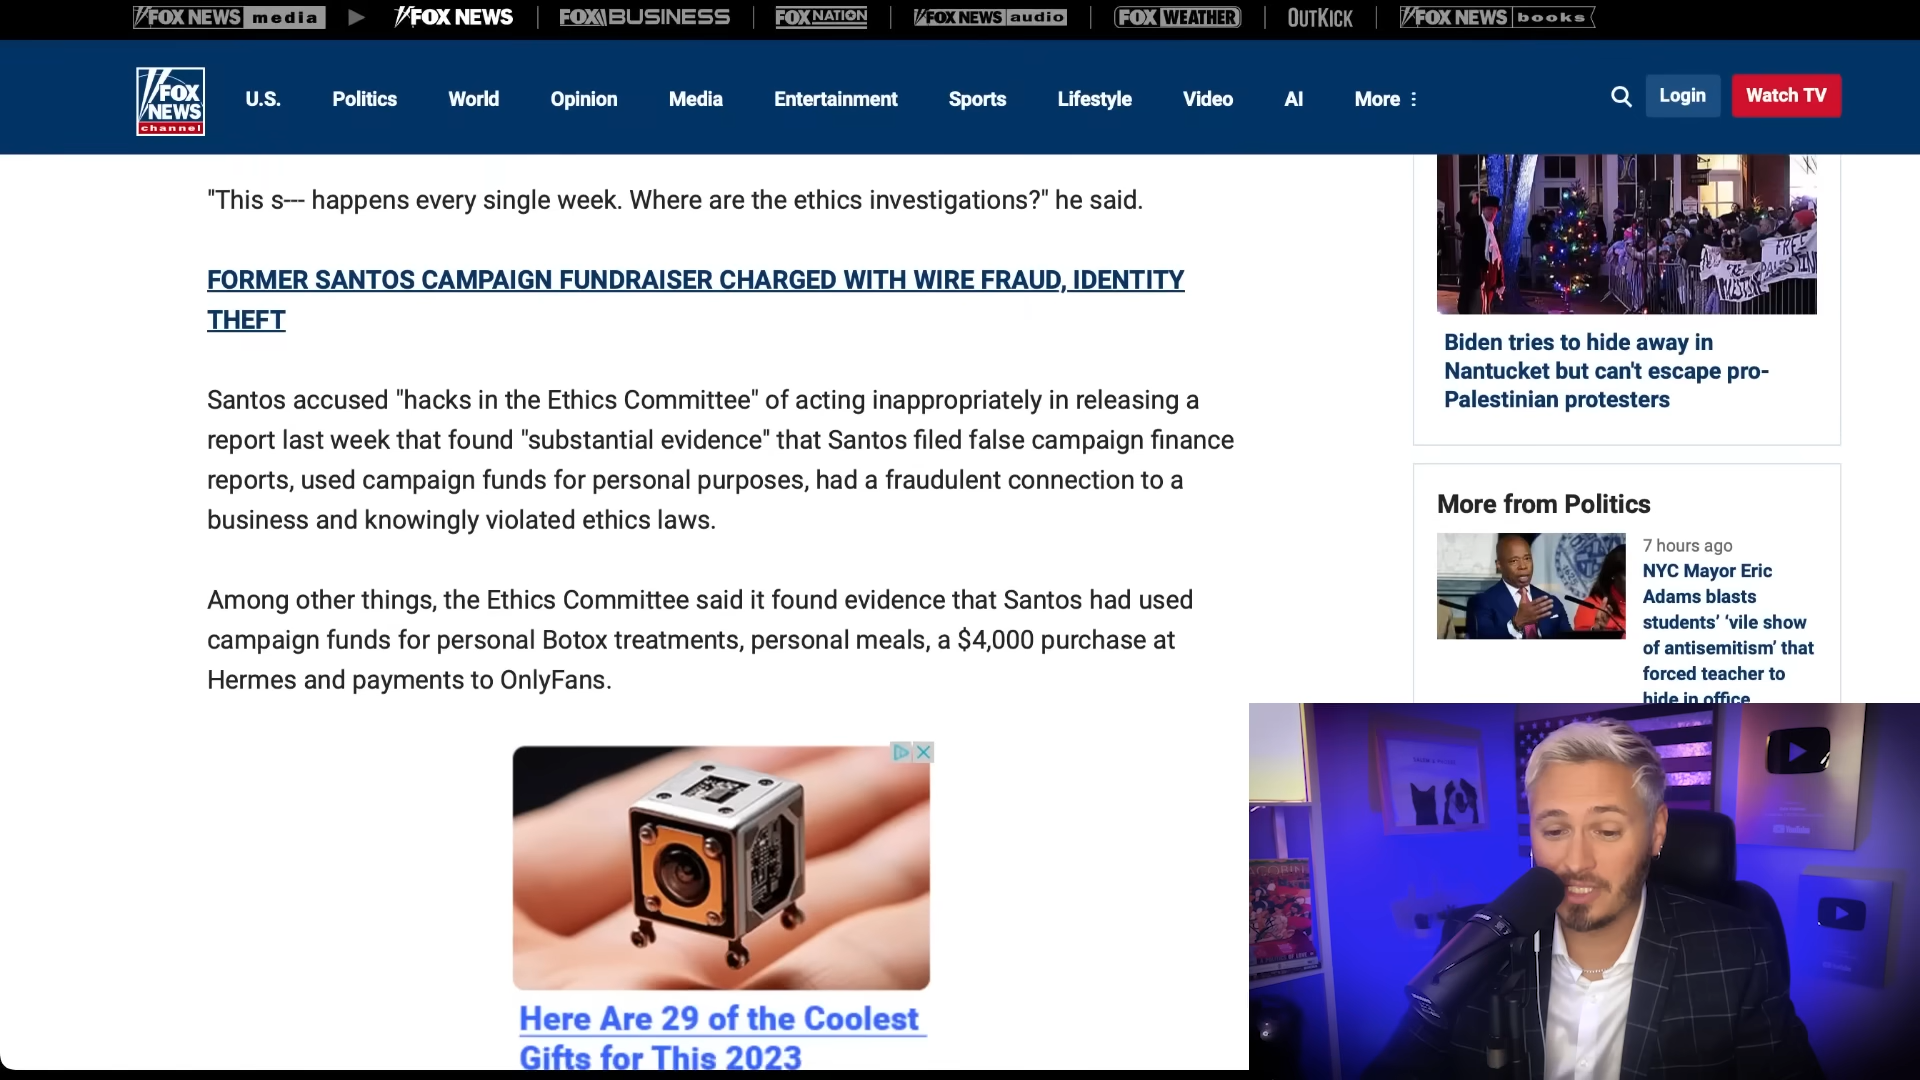 FOX NEWS media
FOX NEWS
FOX BUSINESS
FOX NATION
FOX NEWS audio
FOX WEATHER
OUTKICK
FOX NEWS books
FOX
NEWS
channel
U.S.
Politics
World
Opinion
Media
Entertainment
Sports
Lifestyle
Video
AI
More
Login
Watch TV
"This s--- happens every single week. Where are the ethics investigations?" he said.
FORMER SANTOS CAMPAIGN FUNDRAISER CHARGED WITH WIRE FRAUD, IDENTITY
THEFT
Santos accused "hacks in the Ethics Committee" of acting inappropriately in releasing a
report last week that found "substantial evidence" that Santos filed false campaign finance
reports, used campaign funds for personal purposes, had a fraudulent connection to a
business and knowingly violated ethics laws.
Among other things, the Ethics Committee said it found evidence that Santos had used
campaign funds for personal Botox treatments, personal meals, a $4,000 purchase at
Hermes and payments to OnlyFans.
Here Are 29 of the Coolest
Gifts for This 2023
FREE
Biden tries to hide away in
Nantucket but can't escape pro-
Palestinian protesters
More from Politics
7 hours ago
NYC Mayor Eric
Adams blasts
students' 'vile show
of antisemitism' that
forced teacher to
hide in office
YouTube